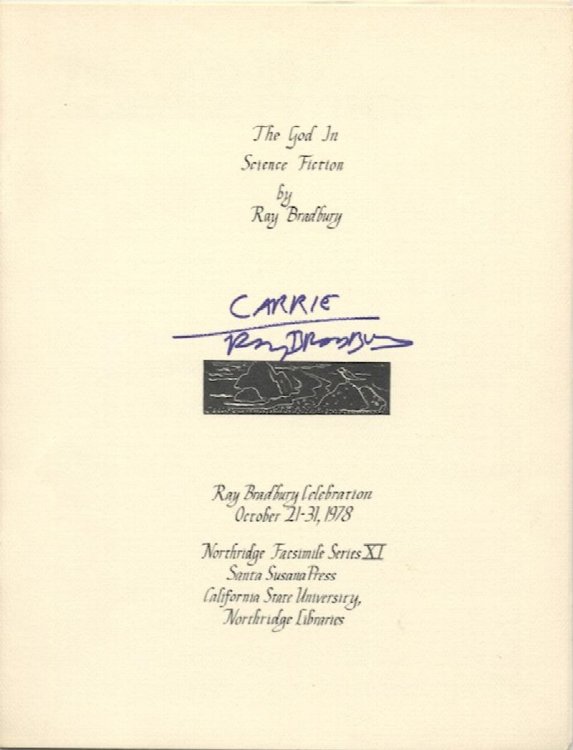 The God In
Science Fiction
by
Ray Bradbury
CARRIE
Ray Bradbury
Ray Bradbury Celebration
October 21-31, 1978
Northridge Facsimile Series XI
Santa Susana Press
California State University,
Northridge Libraries